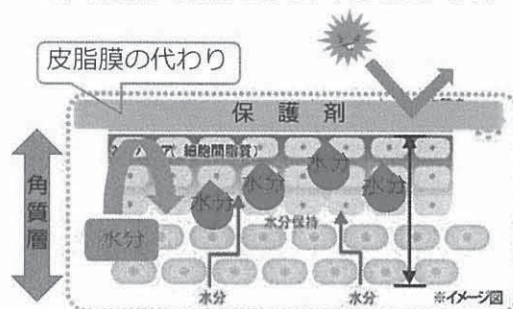 皮脂膜の代わり
保護剤
細胞間脂質)
角質層
水分
水分
水分
水分
水分
水分保持
水分
水分
※イメージ図